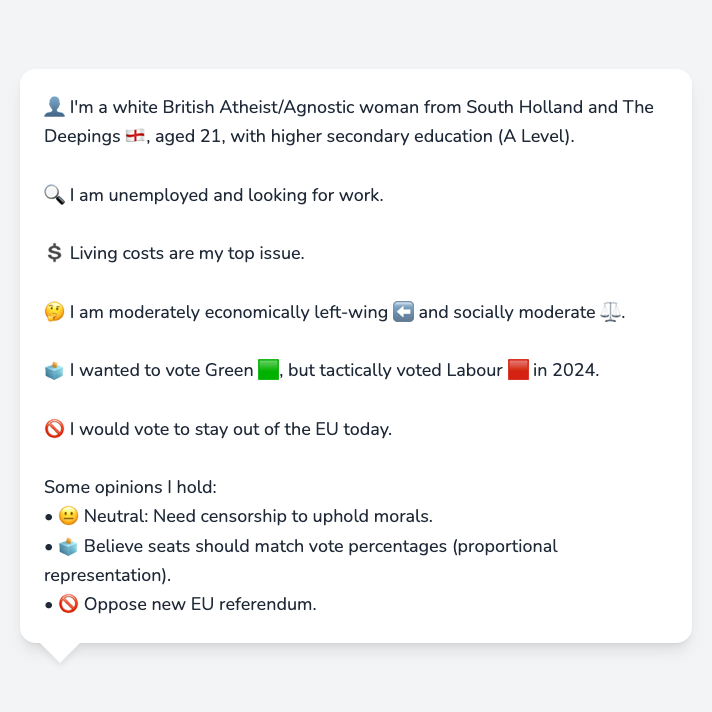 👤 I'm a white British Atheist/Agnostic woman from South Holland and The
Deepings 🏴󠁧󠁢󠁥󠁮󠁧󠁿, aged 21, with higher secondary education (A Level).
🔍 I am unemployed and looking for work.
💲 Living costs are my top issue.
🤔 I am moderately economically left-wing ⬅️ and socially moderate ⚖️.
🗳️ I wanted to vote Green 🟩, but tactically voted Labour 🟥 in 2024.
🚫 I would vote to stay out of the EU today.
Some opinions I hold:
• 😐 Neutral: Need censorship to uphold morals.
• 🗳️ Believe seats should match vote percentages (proportional
representation).
• 🚫 Oppose new EU referendum.